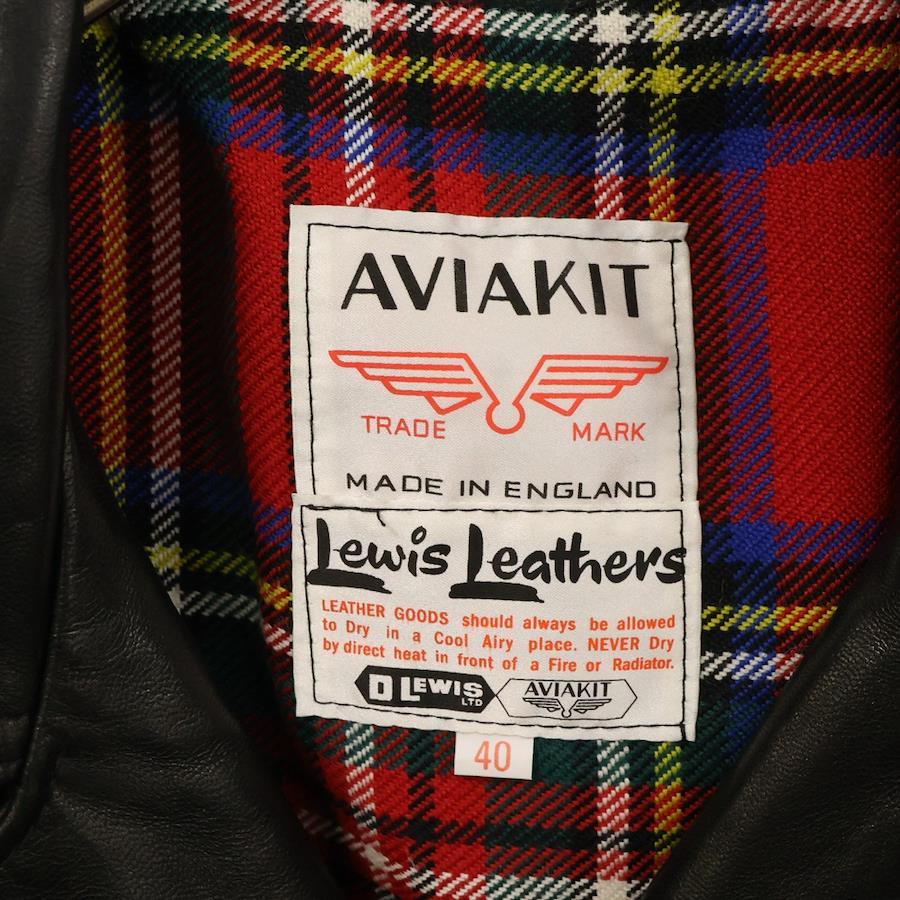 AVIAKIT
TRADE MARK
MADE IN ENGLAND
Lewis Leathers
LEATHER GOODS should always be allowed
to Dry in a Cool Airy place. NEVER Dry
by direct heat in front of a Fire or Radiator.
D LEWIS LTD AVIAKIT
40